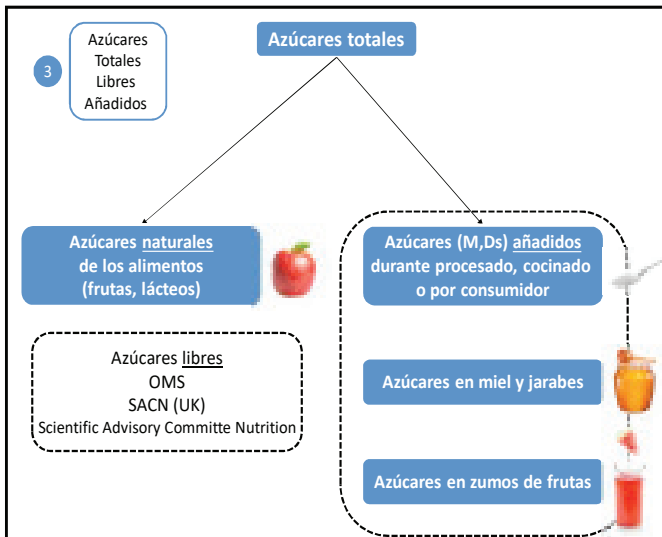 3
Azúcares
Totales
Libres
Añadidos
Azúcares totales
Azúcares naturales
de los alimentos
(frutas, lácteos)
Azúcares (M,Ds) añadidos
durante procesado, cocinado
o por consumidor
Azúcares libres
OMS
SACN (UK)
Scientific Advisory Committe Nutrition
Azúcares en miel y jarabes
Azúcares en zumos de frutas